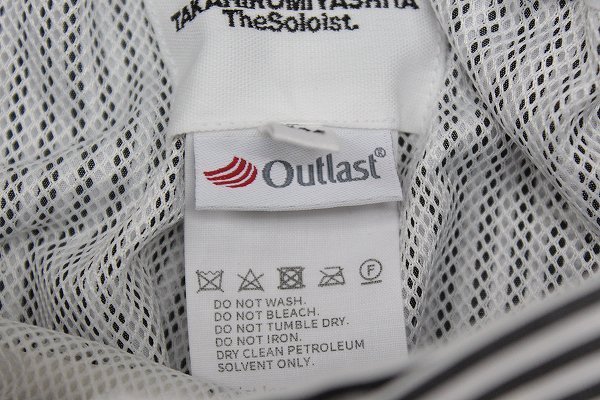 TAKAHIROMIYASHITA
TheSoloist.
Outlast®
F
DO NOT WASH.
DO NOT BLEACH.
DO NOT TUMBLE DRY.
DO NOT IRON.
DRY CLEAN PETROLEUM
SOLVENT ONLY.